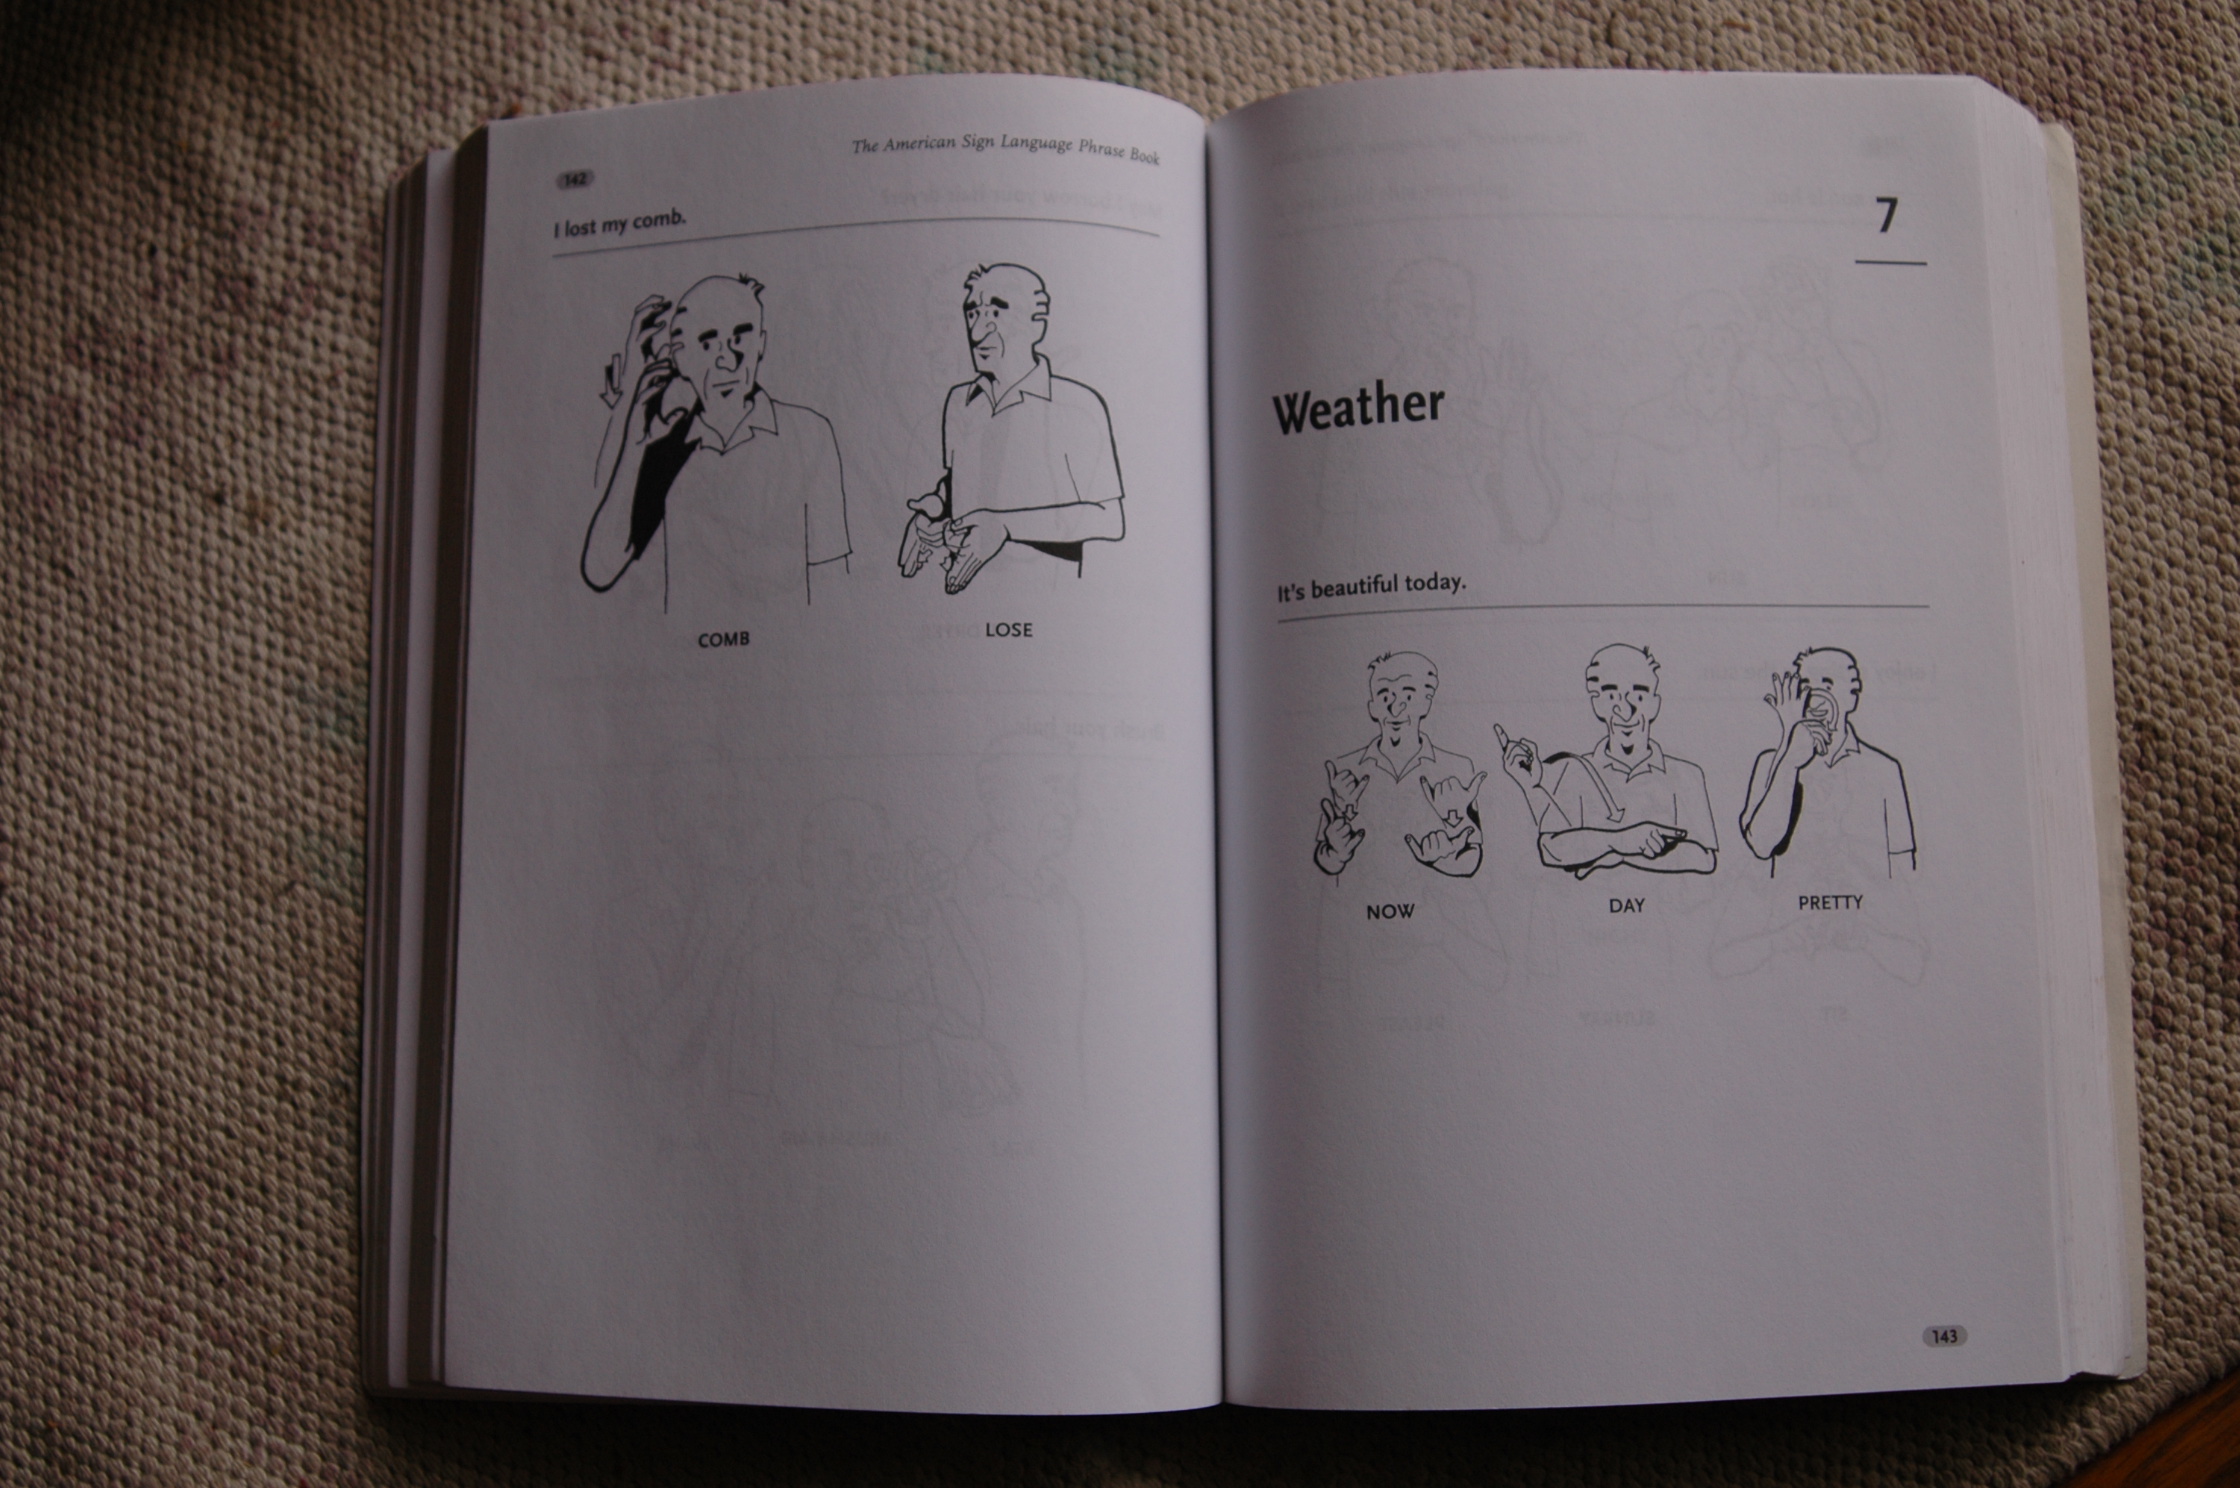 142
The American Sign Language Phrase Book
I lost my comb.
COMB
LOSE
7
Weather
It's beautiful today.
NOW
DAY
PRETTY
143